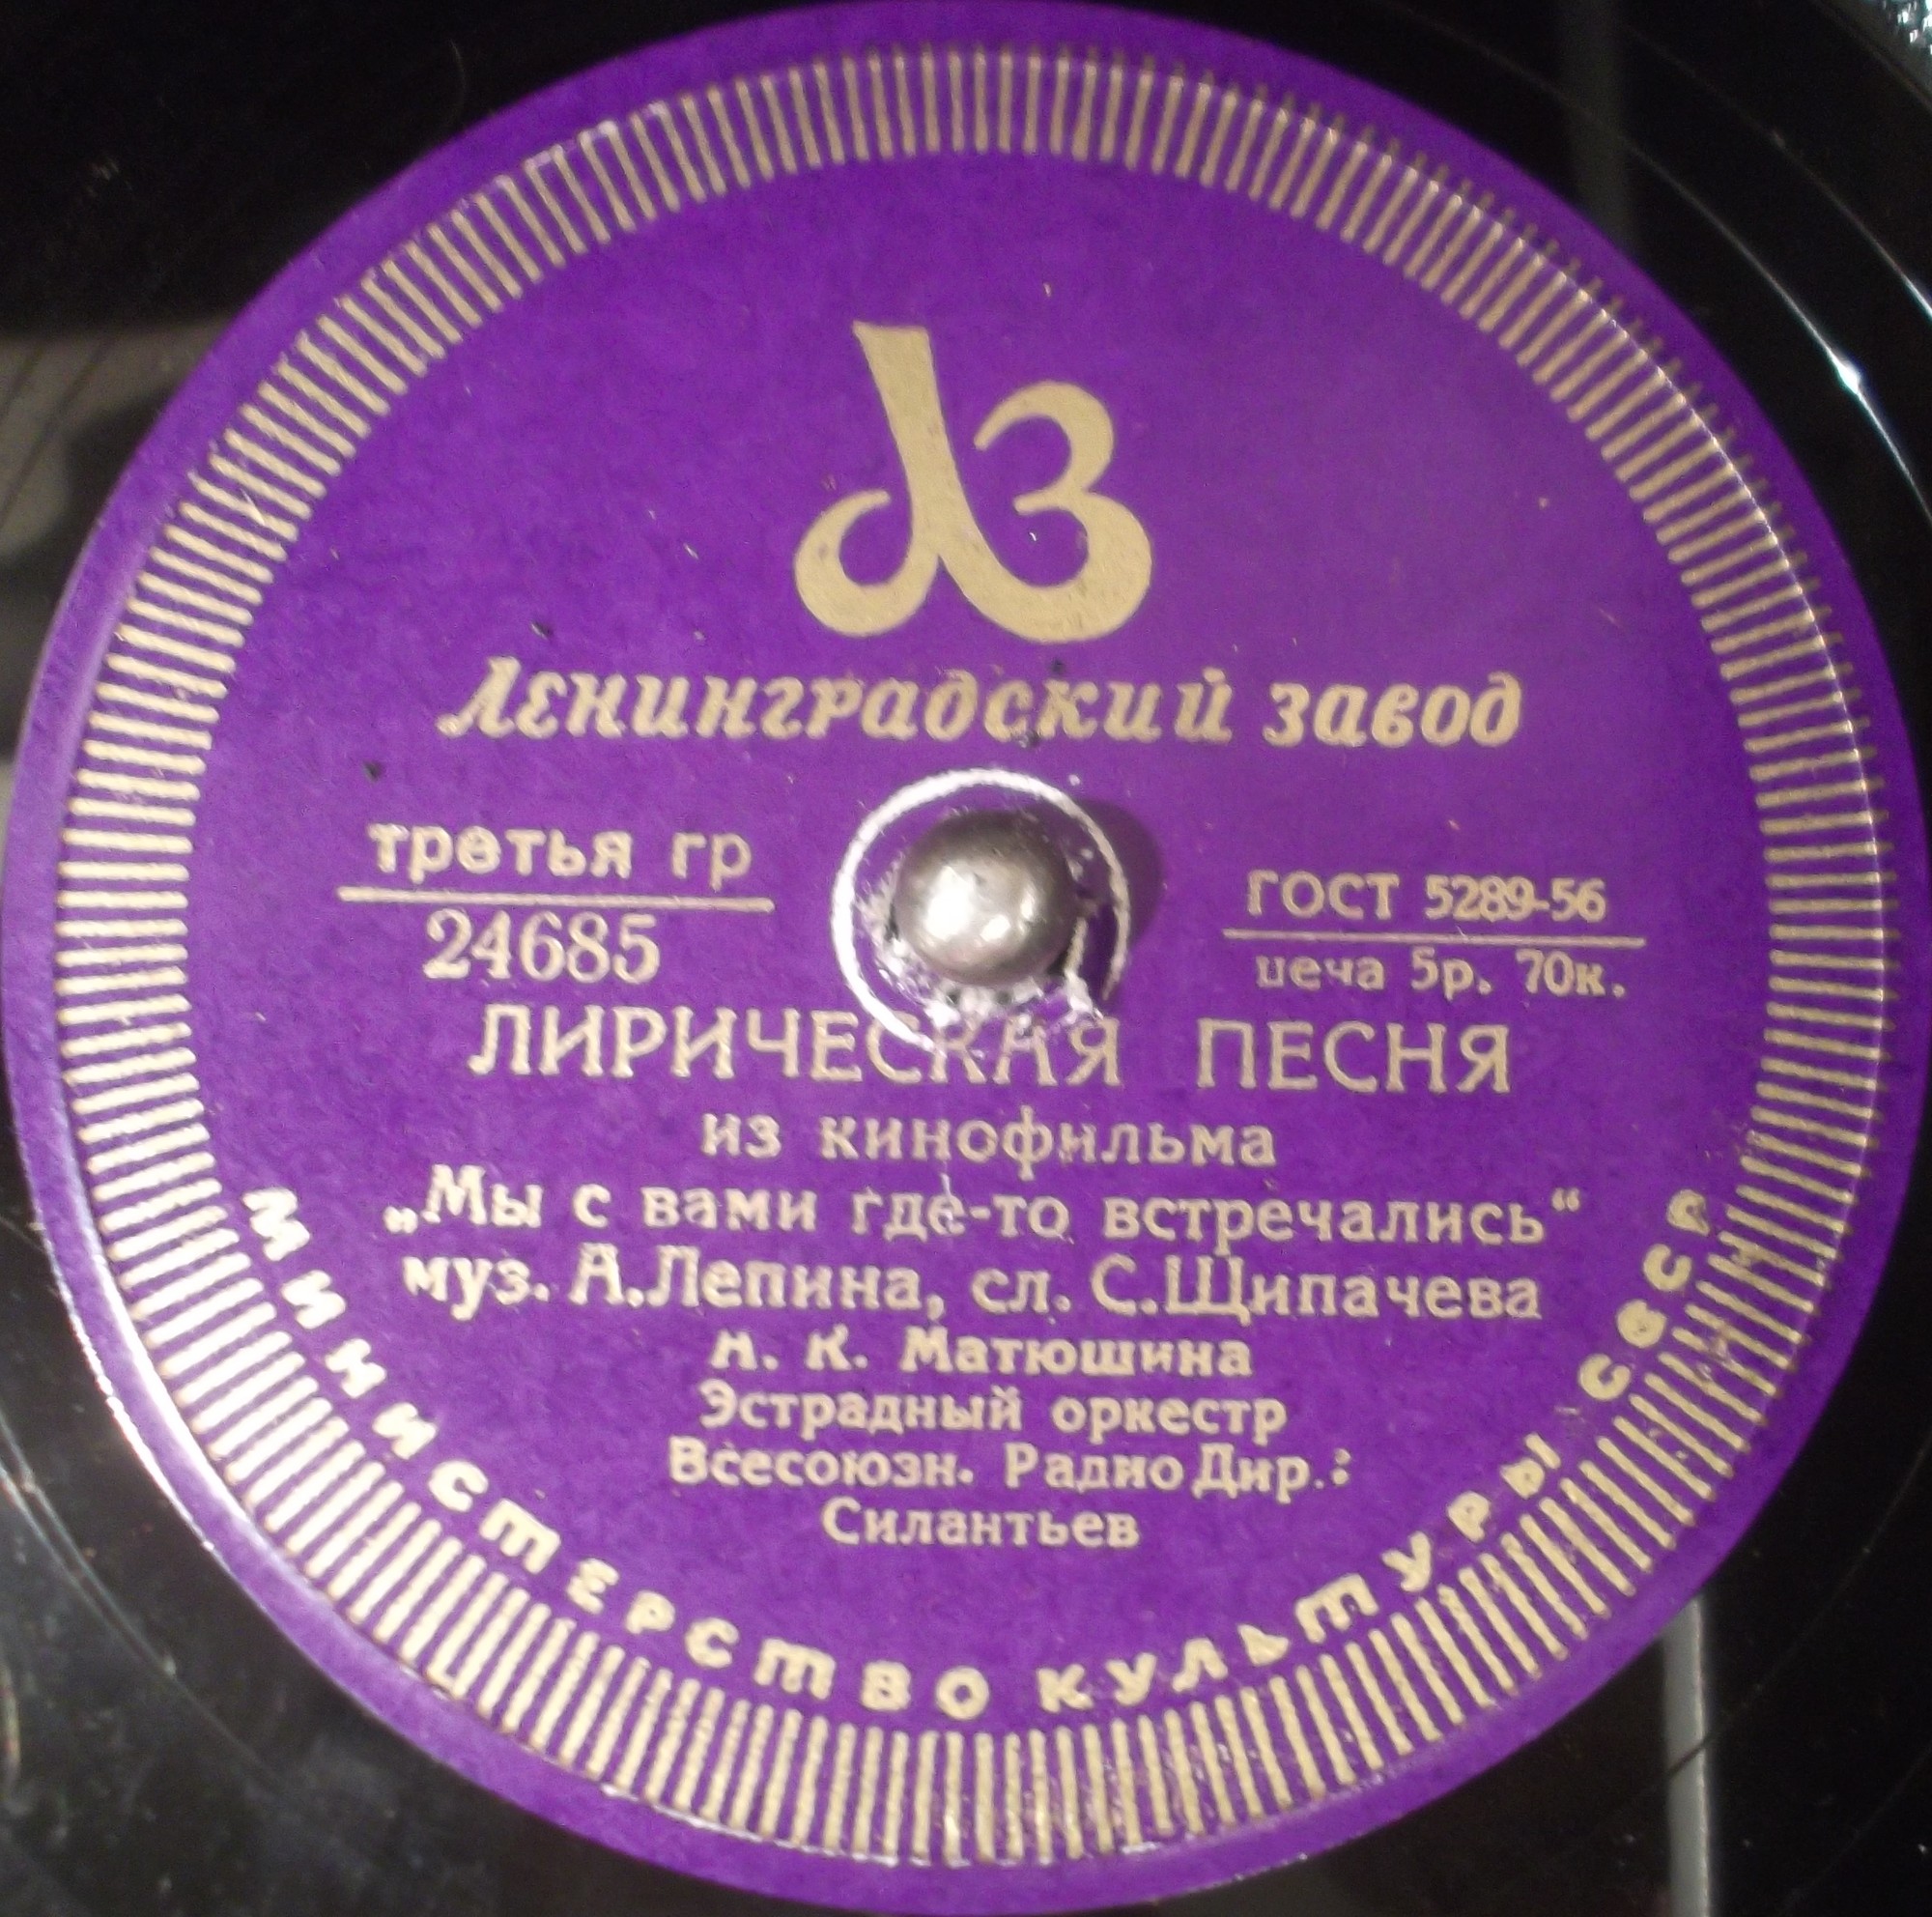 ЛЗ
Ленинградский завод
третья гр
24685
ГОСТ 5289-56
цеча 5р. 70к.
ЛИРИЧЕСКАЯ ПЕСНЯ
из кинофильма
„Мы с вами где-то встречались“
муз. А.Лепина, сл. С.Щипачева
К. Матюшина
Эстрадный оркестр
Всесоюзн. Радио Дир.:
Силантьев
МИНИСТЕРСТВО КУЛЬТУРЫ СССР